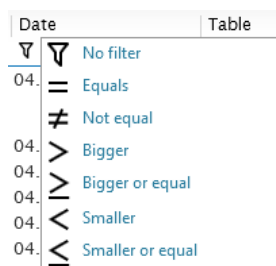 Date Table
No filter
04. = Equals
≠ Not equal
04. > Bigger
04.
≥ Bigger or equal
04.
04. < Smaller
04. ≤ Smaller or equal